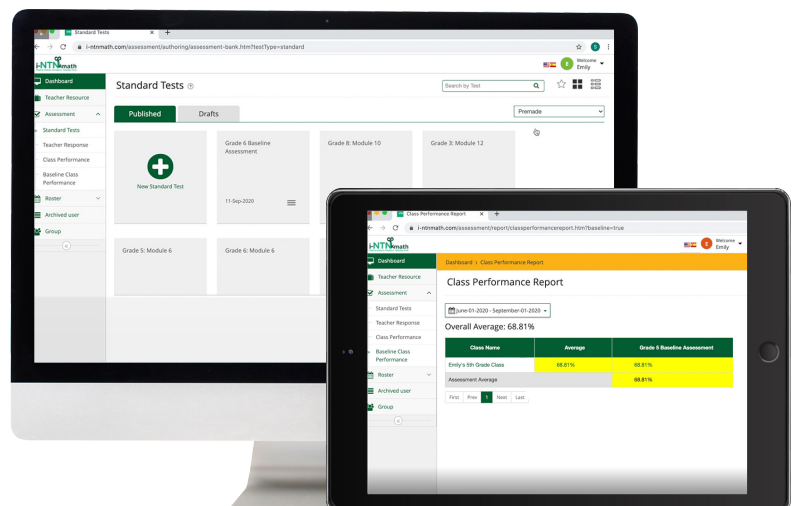 Standard Tests × +
i-ntnmath.com/assessment/authoring/assessment-bank.htm?testType=standard
S
i-NTNmath
E
Welcome
Emily
Dashboard
Teacher Resource
Assessment
Standard Tests
Teacher Response
Class Performance
Baseline Class
Performance
Roster
Archived user
Group
Standard Tests
Search by Test
Published
Drafts
Premade
New Standard Test
Grade 6 Baseline
Assessment
11-Sep-2020
Grade 8: Module 10
Grade 3: Module 12
Grade 5: Module 6
Grade 6: Module 6
Class Performance Report × +
i-ntnmath.com/assessment/report/classperformancereport.htm?baseline=true
i-NTNmath
E
Welcome
Emily
Dashboard
Teacher Resource
Assessment
Standard Tests
Teacher Response
Class Performance
Baseline Class
Performance
Roster
Archived user
Group
Dashboard / Class Performance Report
Class Performance Report
June-01-2020 - September-01-2020
Overall Average: 68.81%
Class Name Average Grade 5 Baseline Assessment
Emily's 5th Grade Class 68.81% 68.81%
Assessment Average 68.81%
First Prev 1 Next Last